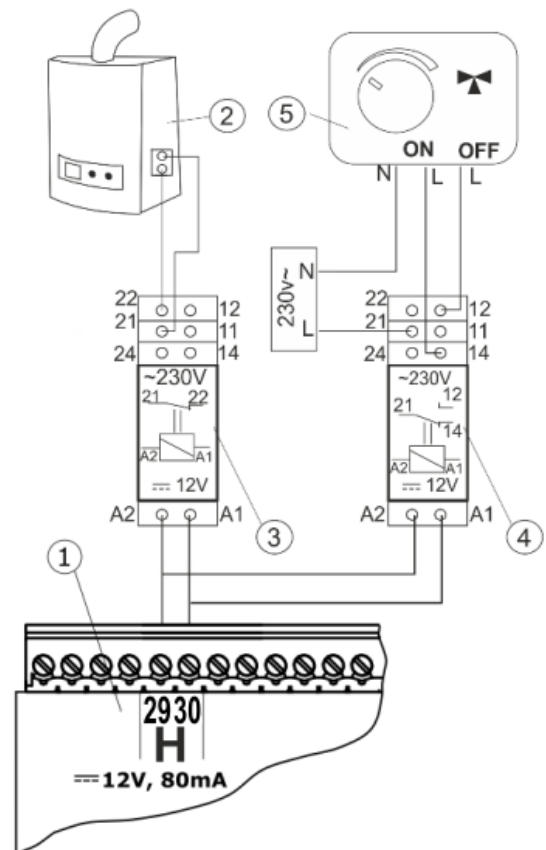 2
5
ON OFF
N L L
230v~ N
L
22 12
21 11
24 14
~230V
21 22
A2 A1
12V
A2 A1
3
22 12
21 11
24 14
~230V
12
21
14
A2 A1
12V
A2 A1
4
1
29 30
H
12V, 80mA